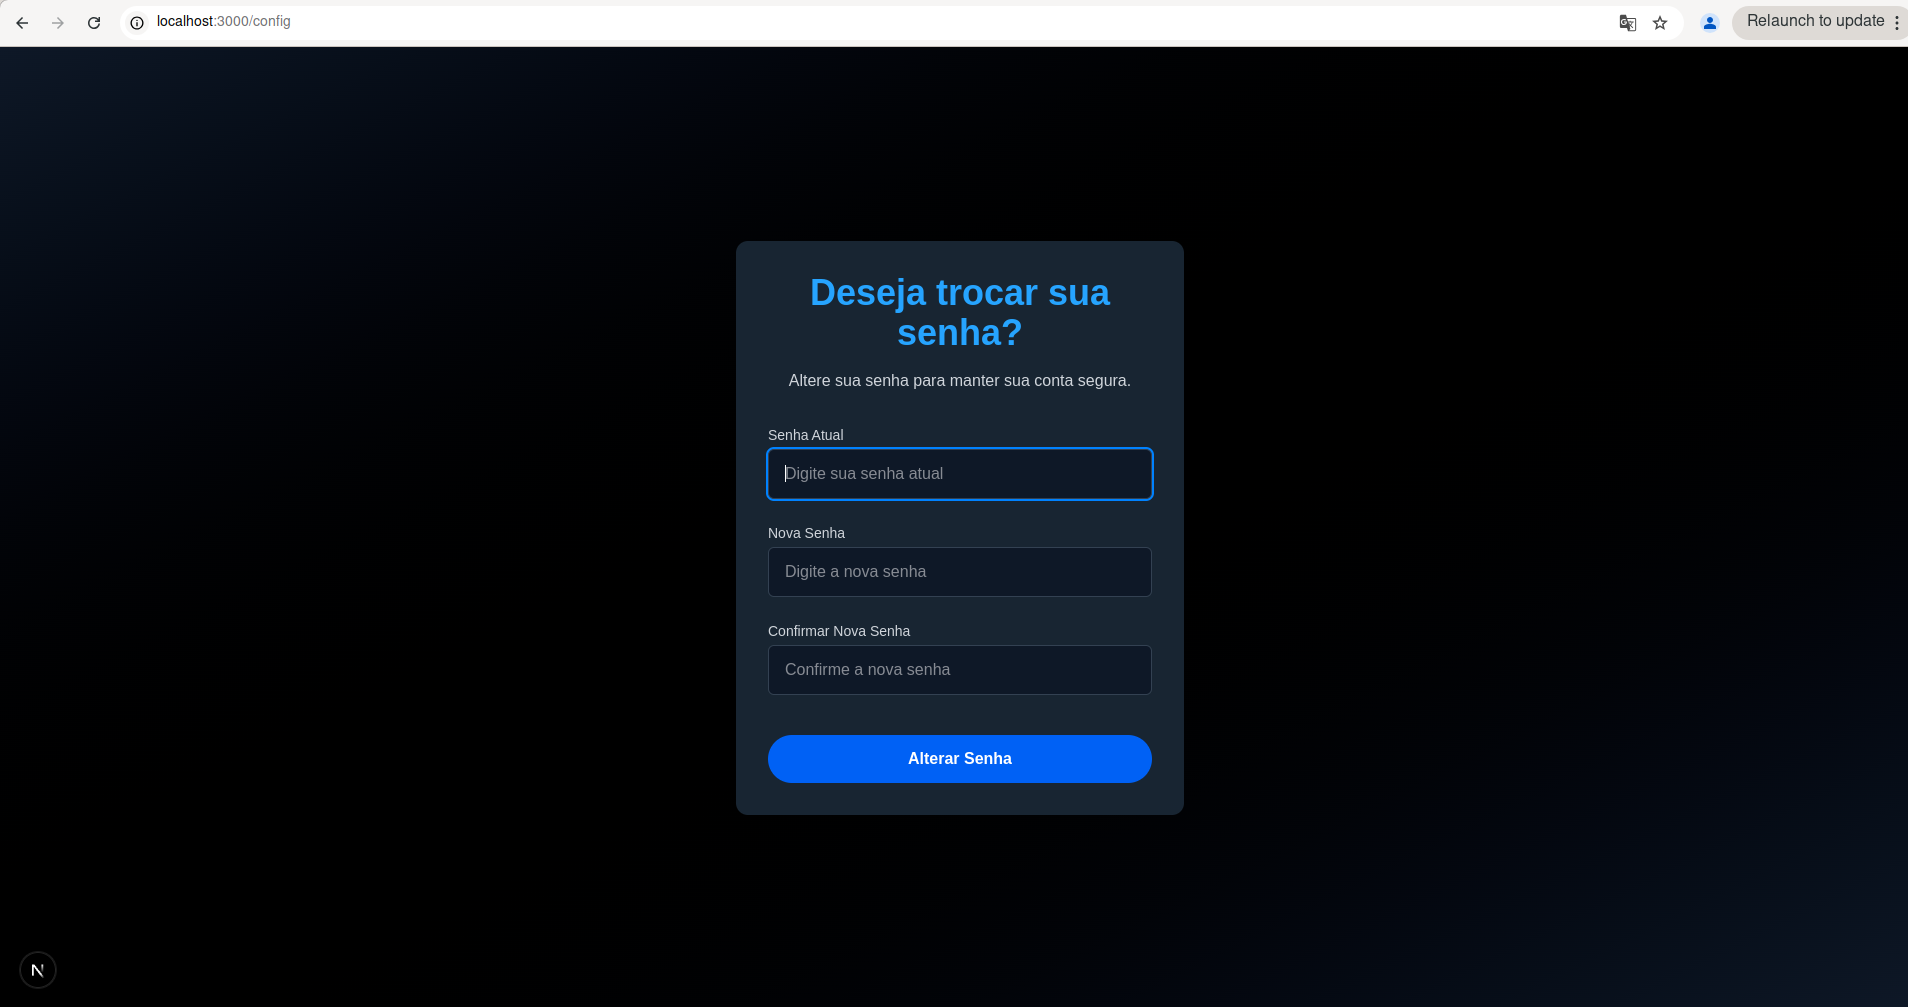 localhost:3000/config
Relaunch to update
Deseja trocar sua
senha?
Altere sua senha para manter sua conta segura.
Senha Atual
Digite sua senha atual
Nova Senha
Digite a nova senha
Confirmar Nova Senha
Confirme a nova senha
Alterar Senha
N